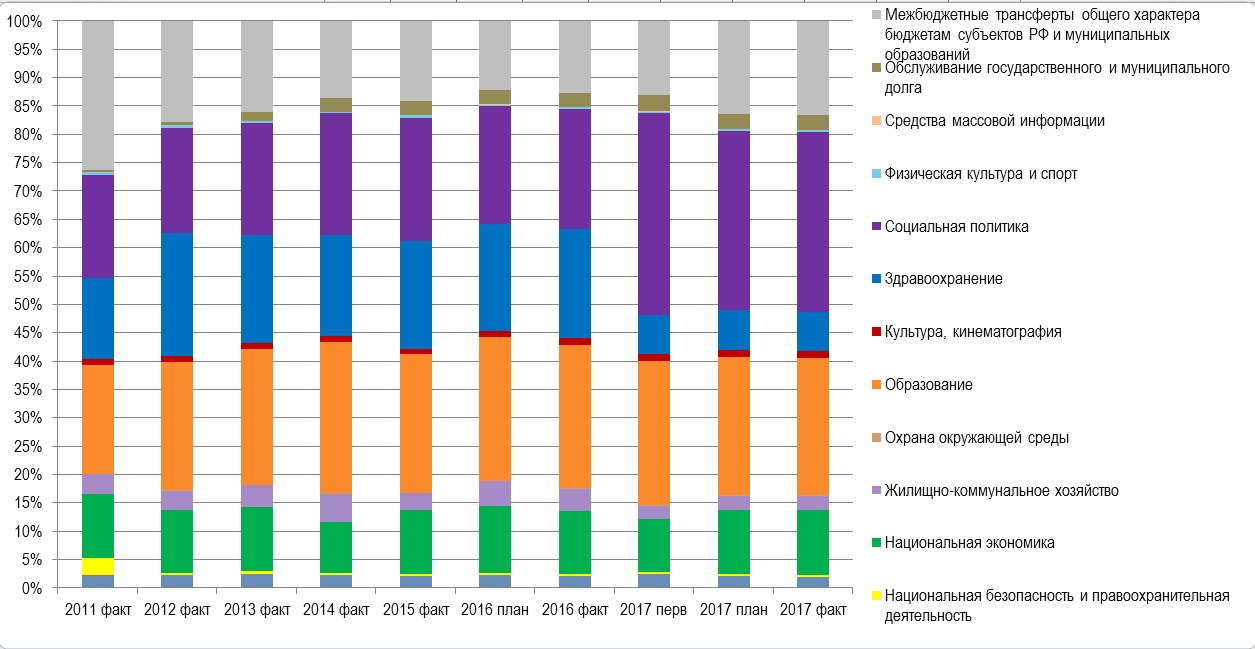 100%
95%
90%
85%
80%
75%
70%
65%
60%
55%
50%
45%
40%
35%
30%
25%
20%
15%
10%
5%
0%
2011 факт
2012 факт
2013 факт
2014 факт
2015 факт
2016 план
2016 факт
2017 перв
2017 план
2017 факт
Межбюджетные трансферты общего характера
бюджетам субъектов РФ и муниципальных
образований
Обслуживание государственного и муниципального
долга
Средства массовой информации
Физическая культура и спорт
Социальная политика
Здравоохранение
Культура, кинематография
Образование
Охрана окружающей среды
Жилищно-коммунальное хозяйство
Национальная экономика
Национальная безопасность и правоохранительная
деятельность